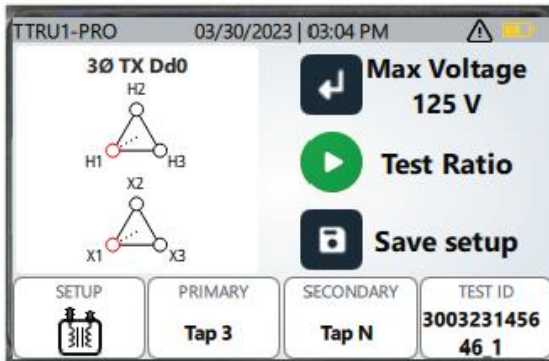 TTRU1-PRO 03/30/2023 | 03:04 PM
3Ø TX Dd0
H2
H1 H3
X2
X1 X3
Max Voltage
125 V
Test Ratio
Save setup
SETUP
PRIMARY
Tap 3
SECONDARY
Tap N
TEST ID
3003231456
46_1